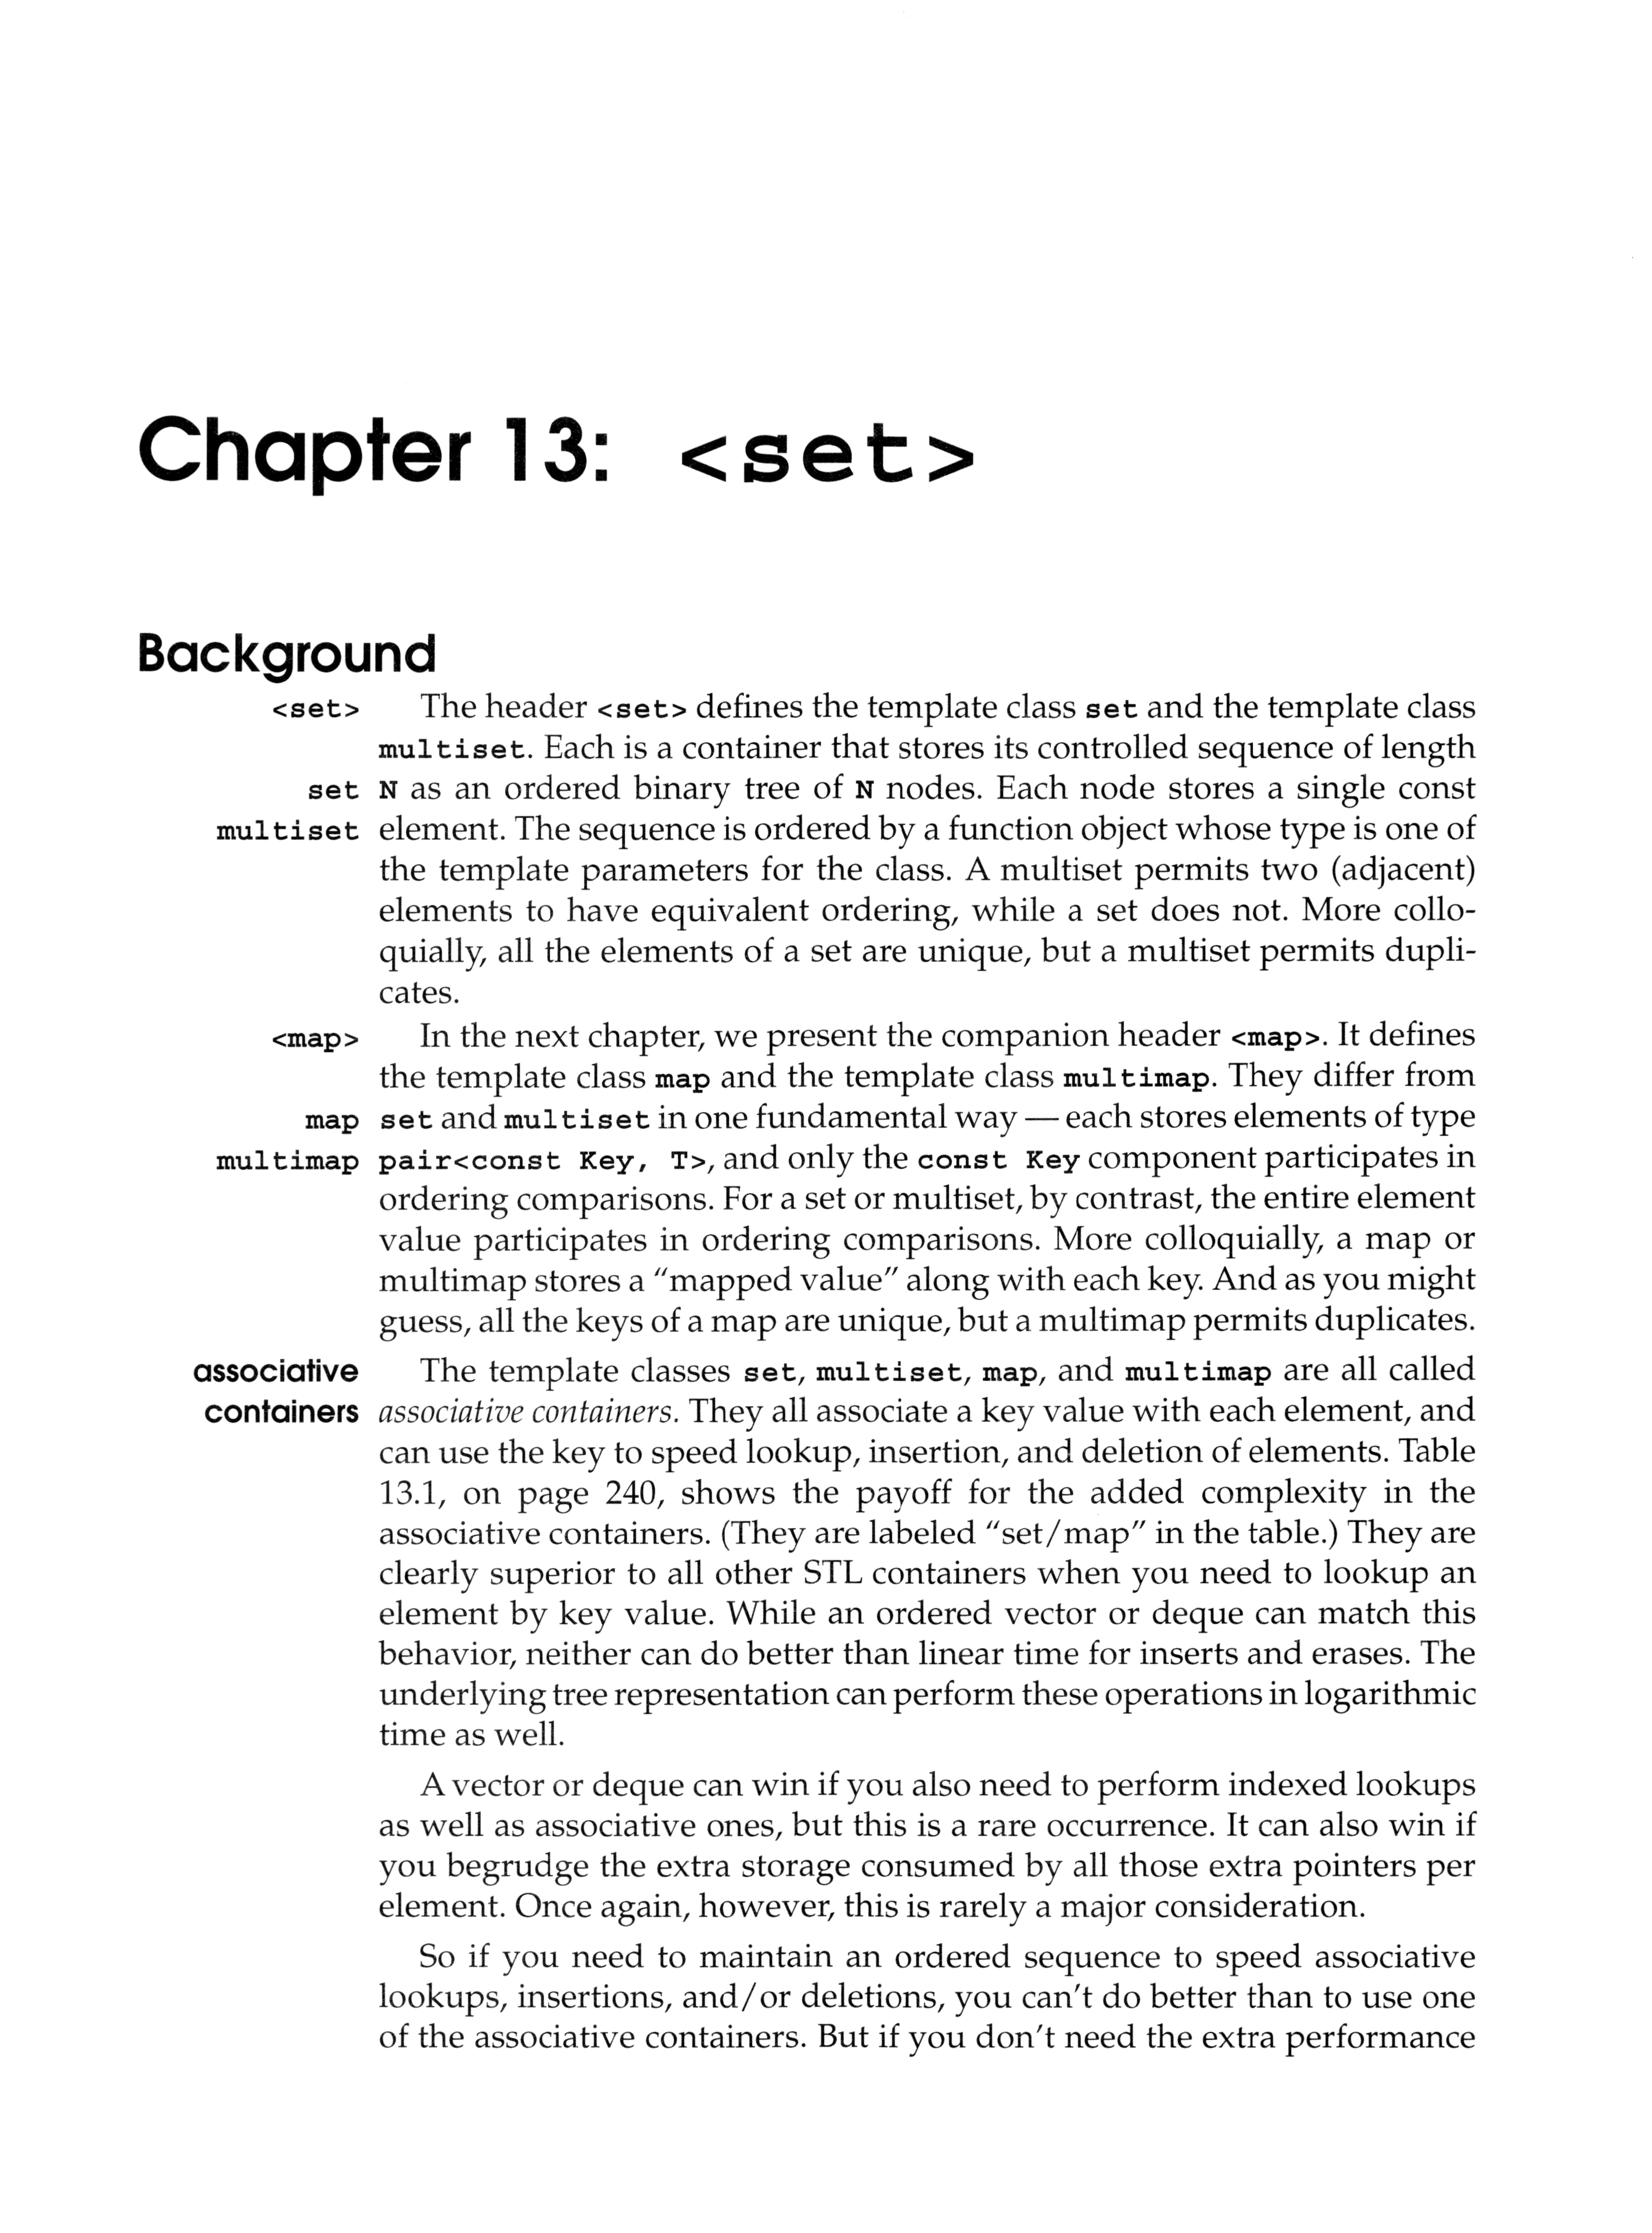 Chapter 13: <set>
Background
<set> The header <set> defines the template class set and the template class
multiset. Each is a container that stores its controlled sequence of length
set N as an ordered binary tree of N nodes. Each node stores a single const
multiset element. The sequence is ordered by a function object whose type is one of
the template parameters for the class. A multiset permits two (adjacent)
elements to have equivalent ordering, while a set does not. More collo-
quially, all the elements of a set are unique, but a multiset permits dupli-
cates.
<map> In the next chapter, we present the companion header <map>. It defines
the template class map and the template class multimap. They differ from
map set and multiset in one fundamental way — each stores elements of type
multimap pair<const Key, T>, and only the const Key component participates in
ordering comparisons. For a set or multiset, by contrast, the entire element
value participates in ordering comparisons. More colloquially, a map or
multimap stores a "mapped value" along with each key. And as you might
guess, all the keys of a map are unique, but a multimap permits duplicates.
associative The template classes set, multiset, map, and multimap are all called
containers associative containers. They all associate a key value with each element, and
can use the key to speed lookup, insertion, and deletion of elements. Table
13.1, on page 240, shows the payoff for the added complexity in the
associative containers. (They are labeled "set/map" in the table.) They are
clearly superior to all other STL containers when you need to lookup an
element by key value. While an ordered vector or deque can match this
behavior, neither can do better than linear time for inserts and erases. The
underlying tree representation can perform these operations in logarithmic
time as well.
A vector or deque can win if you also need to perform indexed lookups
as well as associative ones, but this is a rare occurrence. It can also win if
you begrudge the extra storage consumed by all those extra pointers per
element. Once again, however, this is rarely a major consideration.
So if you need to maintain an ordered sequence to speed associative
lookups, insertions, and/or deletions, you can't do better than to use one
of the associative containers. But if you don't need the extra performance